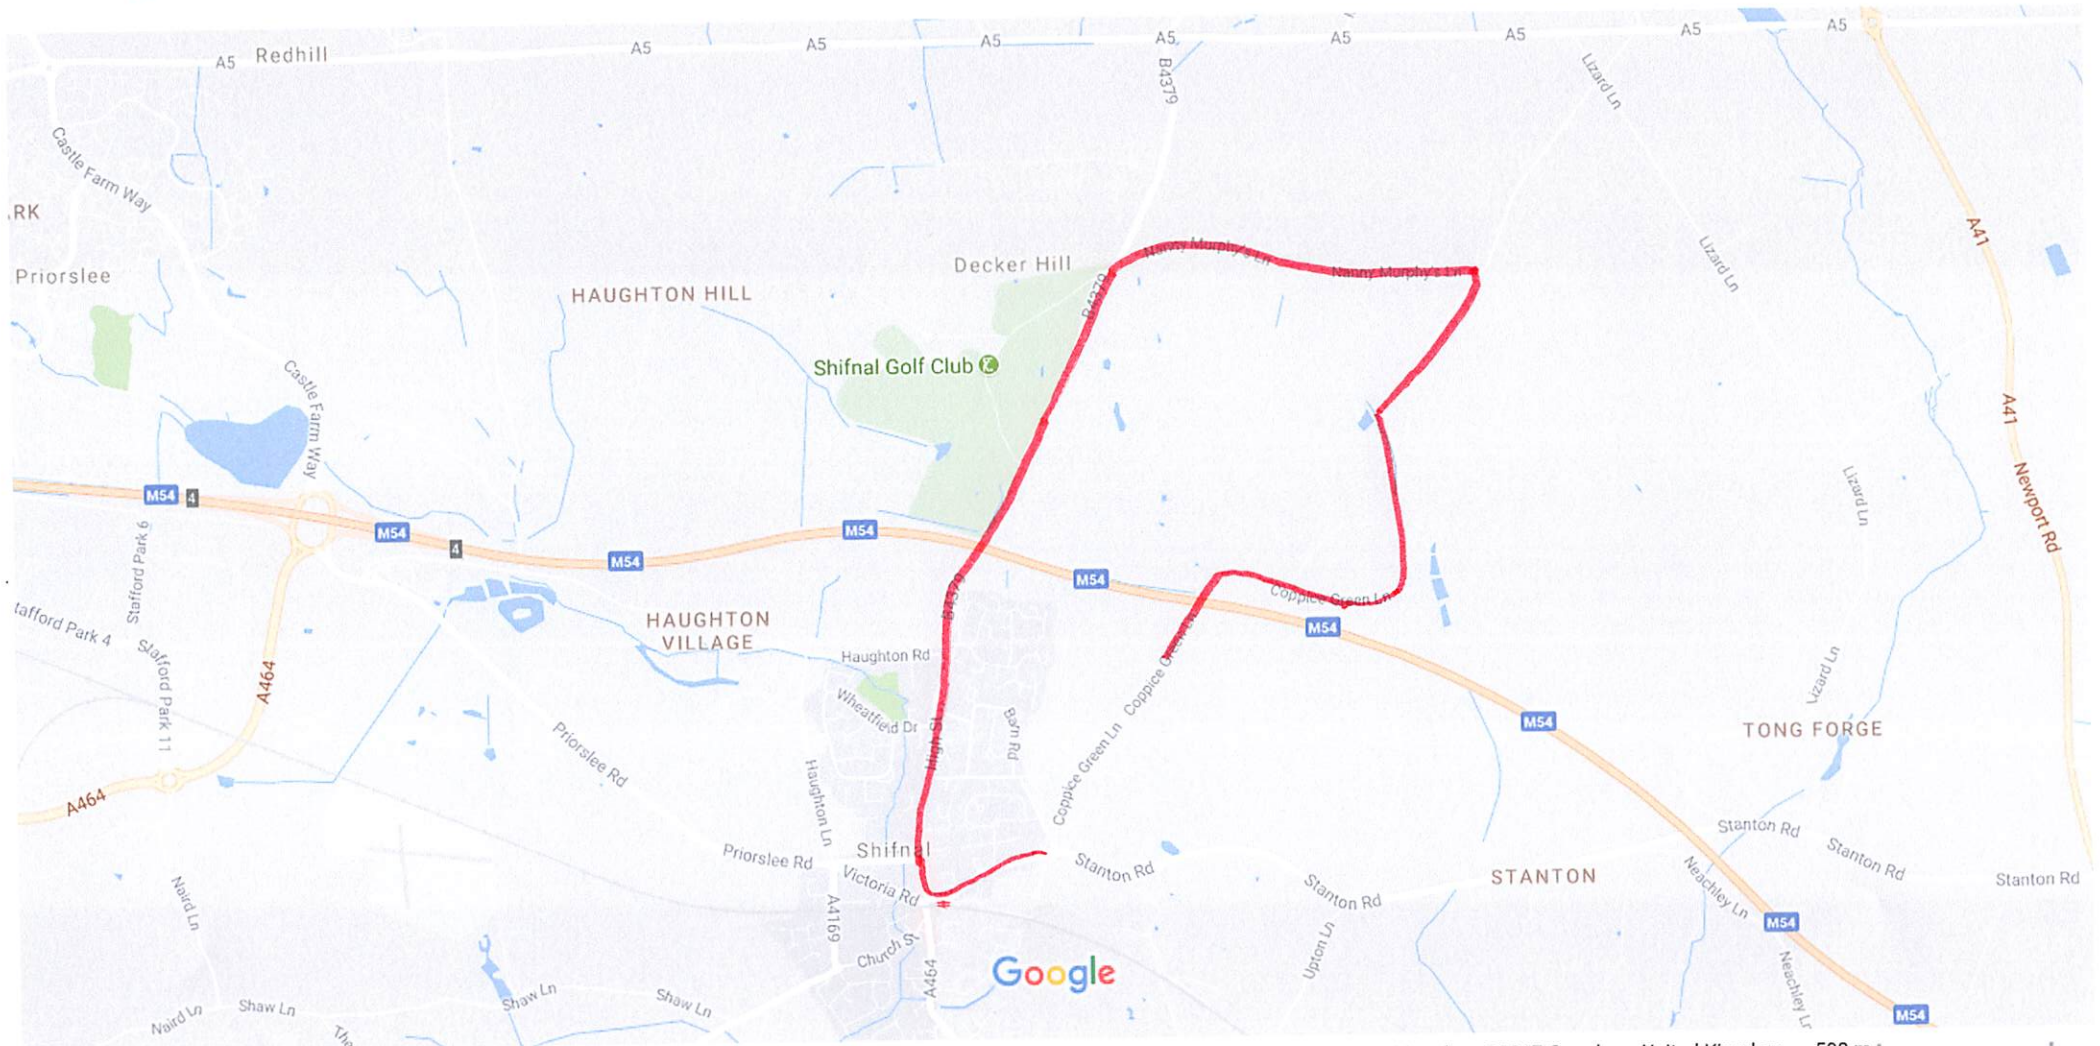 A5
Redhill
A5
A5
A5
A5
A5
A5
A5
A5
B4379
Lizard Ln
Castle Farm Way
ARK
A41
Priorslee
HAUGHTON HILL
Decker Hill
Nanny Murphy's Ln
Nanny Murphy's Ln
Lizard Ln
B4379
Shifnal Golf Club
Castle Farm Way
A41
Newport Rd
Lizard Ln
M54
4
M54
4
M54
M54
M54
Stafford Park 6
B4379
Coppice Green Ln
M54
tafford Park 4
Stafford Park 11
A464
HAUGHTON
VILLAGE
Haughton Rd
Wheatfield Dr
High St
Barn Rd
Coppice Green Ln
Coppice Green Ln
Lizard Ln
M54
TONG FORGE
Priorslee Rd
A464
Haughton Ln
Priorslee Rd
Shifnal
Victoria Rd
Stanton Rd
Stanton Rd
STANTON
Stanton Rd
Stanton Rd
Stanton Rd
Neachley Ln
M54
Naird Ln
A4169
Church St
A464
Google
Upton Ln
Neachley Ln
M54
Naird Ln
Shaw Ln
The
Shaw Ln
Shaw Ln